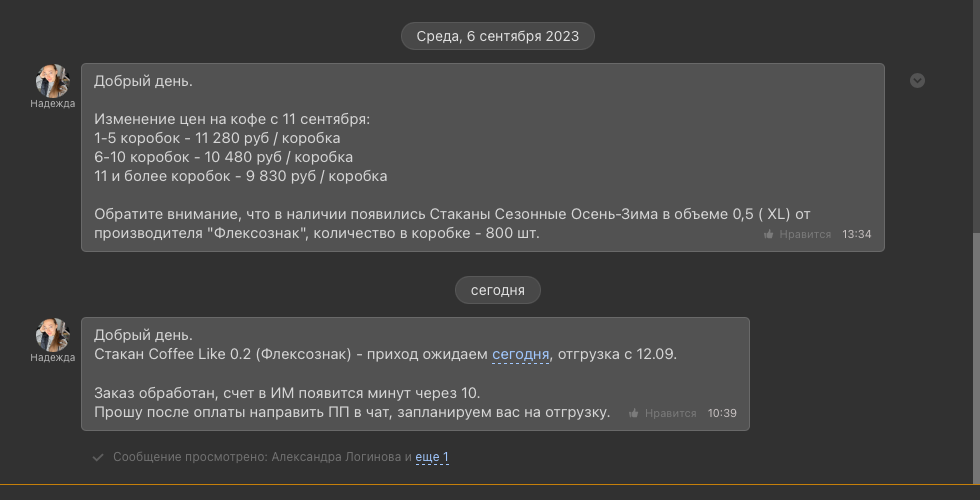 Среда, 6 сентября 2023
Надежда
Добрый день.
Изменение цен на кофе с 11 сентября:
1-5 коробок - 11 280 руб / коробка
6-10 коробок - 10 480 руб / коробка
11 и более коробок - 9 830 руб / коробка
Обратите внимание, что в наличии появились Стаканы Сезонные Осень-Зима в объеме 0,5 ( XL) от
производителя "Флексознак", количество в коробке - 800 шт.
Нравится 13:34
сегодня
Надежда
Добрый день.
Стакан Coffee Like 0.2 (Флексознак) - приход ожидаем сегодня, отгрузка с 12.09.
Заказ обработан, счет в ИМ появится минут через 10.
Прошу после оплаты направить ПП в чат, запланируем вас на отгрузку.
Нравится 10:39
Сообщение просмотрено: Александра Логинова и еще 1